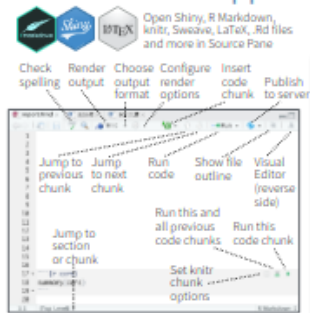 Shiny
Open Shiny, R Markdown,
knitr, Sweave, LaTeX, .Rd files
and more in Source Pane
Check
spelling
Render
output
Choose
output
format
Configure
render
options
Insert
code
chunk
Publish
to server
Jump to
previous
chunk
Jump
to next
chunk
Run
code
Show file
outline
Visual
Editor
(reverse
side)
Run this and
all previous
code chunks
Run this
code chunk
Jump to
section
or chunk
Set knitr
chunk
options